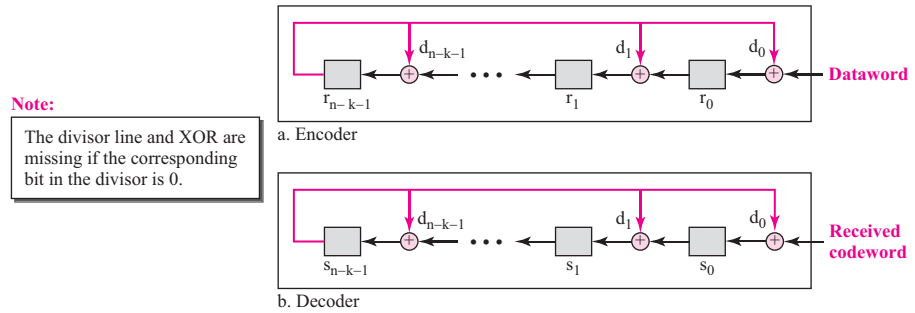 Note:
The divisor line and XOR are
missing if the corresponding
bit in the divisor is 0.
d_{n–k–1}
d_1
d_0
+
+
+
Dataword
r_{n–k–1}
r_1
r_0
a. Encoder
d_{n–k–1}
d_1
d_0
+
+
+
Received
codeword
s_{n–k–1}
s_1
s_0
b. Decoder